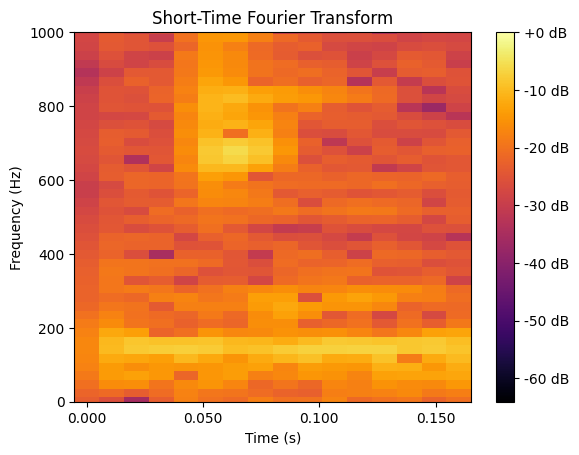 Short-Time Fourier Transform
1000
800
600
400
200
0
Frequency (Hz)
0.000
0.050
0.100
0.150
Time (s)
+0 dB
-10 dB
-20 dB
-30 dB
-40 dB
-50 dB
-60 dB